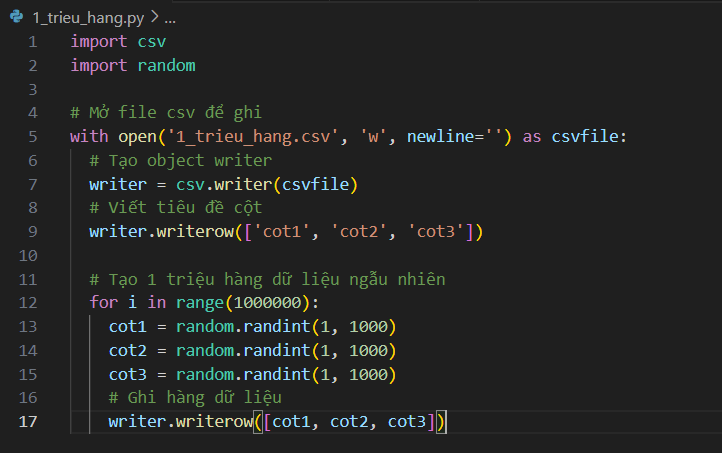 1_trieu_hang.py > ...
1 import csv
2 import random
3
4 # Mở file csv để ghi
5 with open('1_trieu_hang.csv', 'w', newline='') as csvfile:
6   # Tạo object writer
7   writer = csv.writer(csvfile)
8   # Viết tiêu đề cột
9   writer.writerow(['cot1', 'cot2', 'cot3'])
10
11   # Tạo 1 triệu hàng dữ liệu ngẫu nhiên
12   for i in range(1000000):
13     cot1 = random.randint(1, 1000)
14     cot2 = random.randint(1, 1000)
15     cot3 = random.randint(1, 1000)
16     # Ghi hàng dữ liệu
17     writer.writerow([cot1, cot2, cot3])